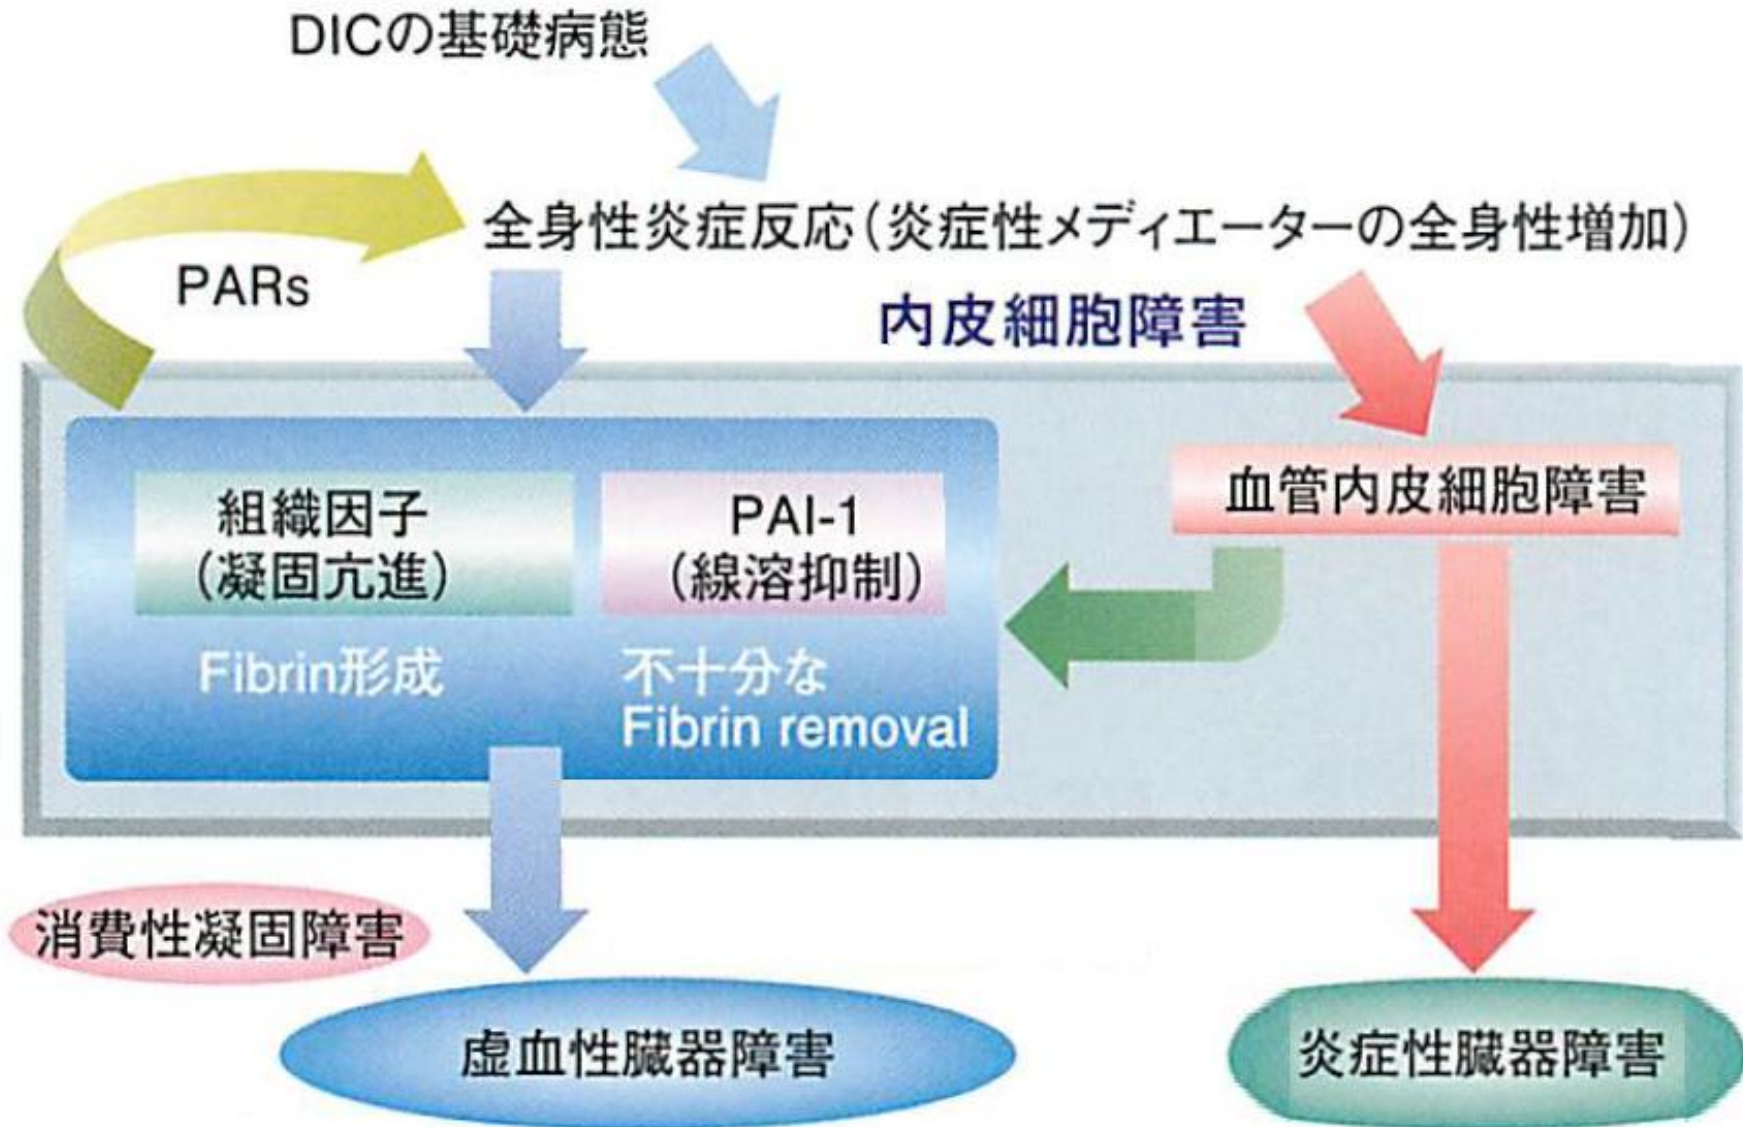 DICの基礎病態
全身性炎症反応(炎症性メディエーターの全身性増加)
PARs
内皮細胞障害
組織因子
(凝固亢進)
PAI-1
(線溶抑制)
血管内皮細胞障害
Fibrin形成
不十分な
Fibrin removal
消費性凝固障害
虚血性臓器障害
炎症性臓器障害